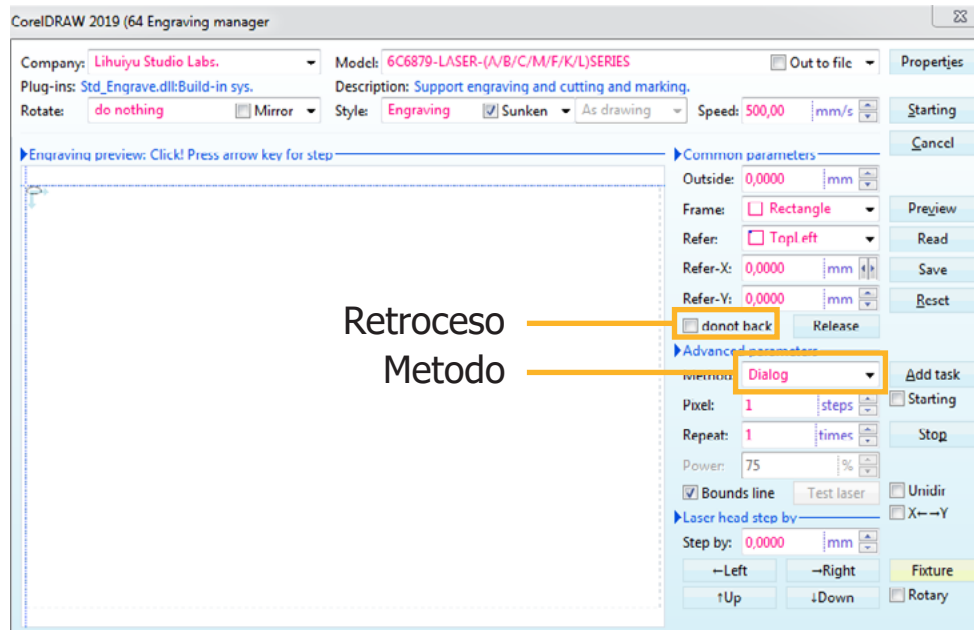 CorelDRAW 2019 (64 Engraving manager
Company: Lihuiyu Studio Labs. Model: 6C6879-LASER-(A/B/C/M/F/K/L)SERIES Out to file Properties
Plug-ins: Std_Engrave.dll:Build-in sys. Description: Support engraving and cutting and marking.
Rotate: do nothing Mirror Style: Engraving Sunken As drawing Speed: 500,00 mm/s Starting
Cancel
Engraving preview: Click! Press arrow key for step Common parameters
Outside: 0,0000 mm
Frame: Rectangle Preview
Refer: TopLeft Read
Refer-X: 0,0000 mm Save
Refer-Y: 0,0000 mm Reset
Retroceso donot back Release
Advanced parameters
Metodo Method: Dialog Add task
Pixel: 1 steps Starting
Repeat: 1 times Stop
Power: 75 %
Bounds line Test laser Unidir
Laser head step by X←→Y
Step by: 0,0000 mm
←Left →Right Fixture
↑Up ↓Down Rotary